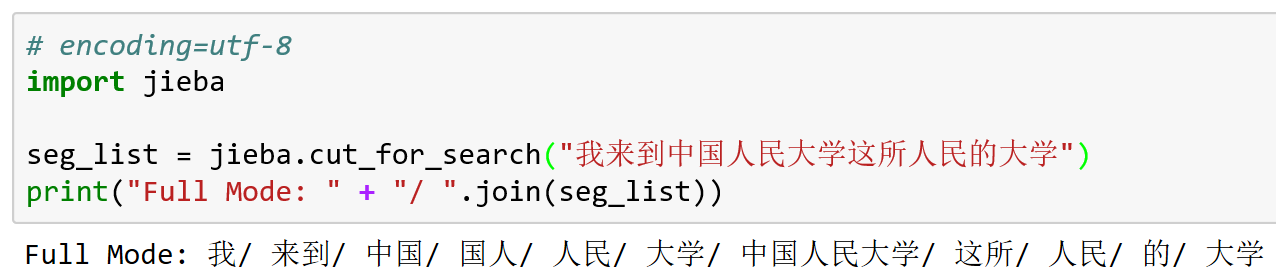 # encoding=utf-8
import jieba
seg_list = jieba.cut_for_search("我来到中国人民大学这所人民的大学")
print("Full Mode: " + "/ ".join(seg_list))
Full Mode: 我/ 来到/ 中国/ 国人/ 人民/ 大学/ 中国人民大学/ 这所/ 人民/ 的/ 大学